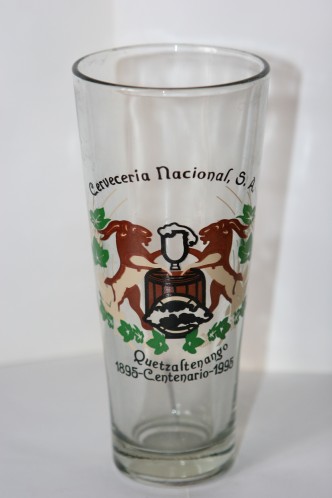 Cerveceria Nacional, S. A.
Quetzaltenango
1895-Centenario-1995